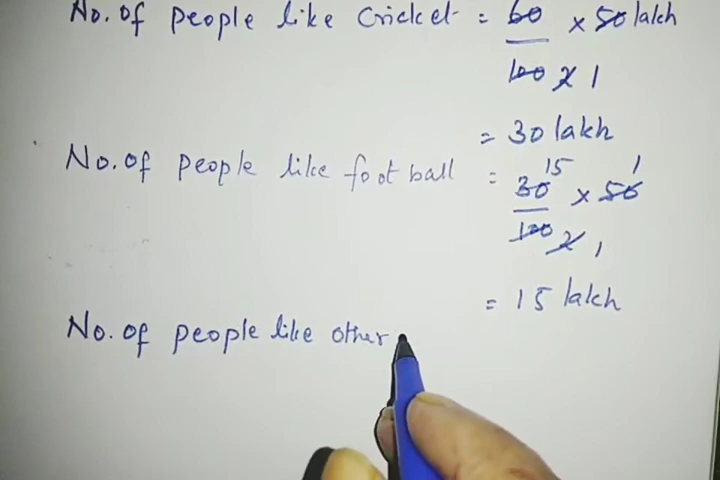 No. of people like Cricket = 60 × 50 lakh
100 2 1
= 30 lakh
15 1
No. of people like foot ball = 30 × 50
100 2 1
= 15 lakh
No. of people like other